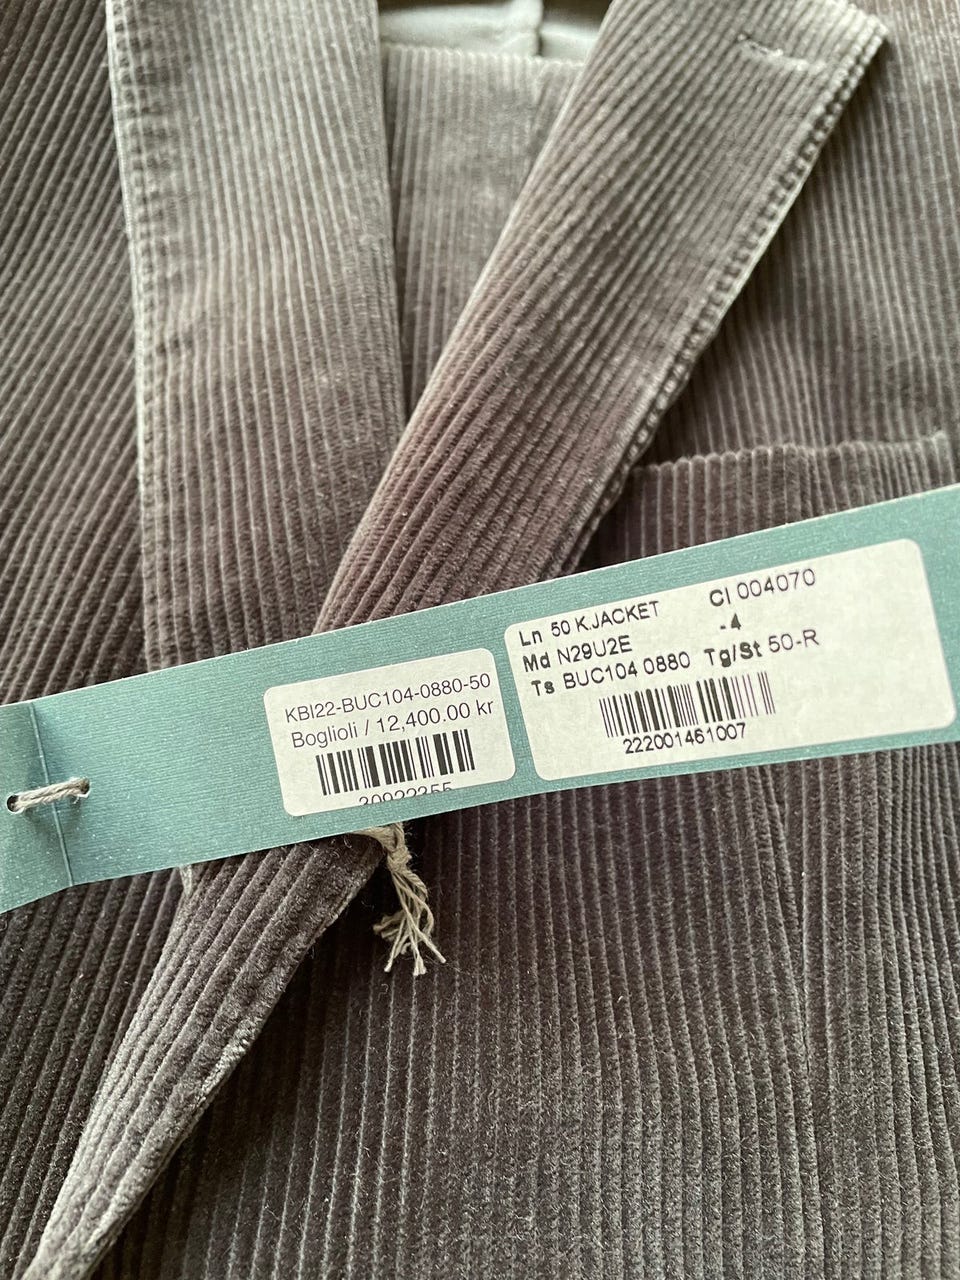 KBI22-BUC104-0880-50
Boglioli / 12,400.00 kr
20922355
Ln 50 K.JACKET Cl 004070
-4
Md N29U2E
Ts BUC104 0880 Tg/St 50-R
222001461007